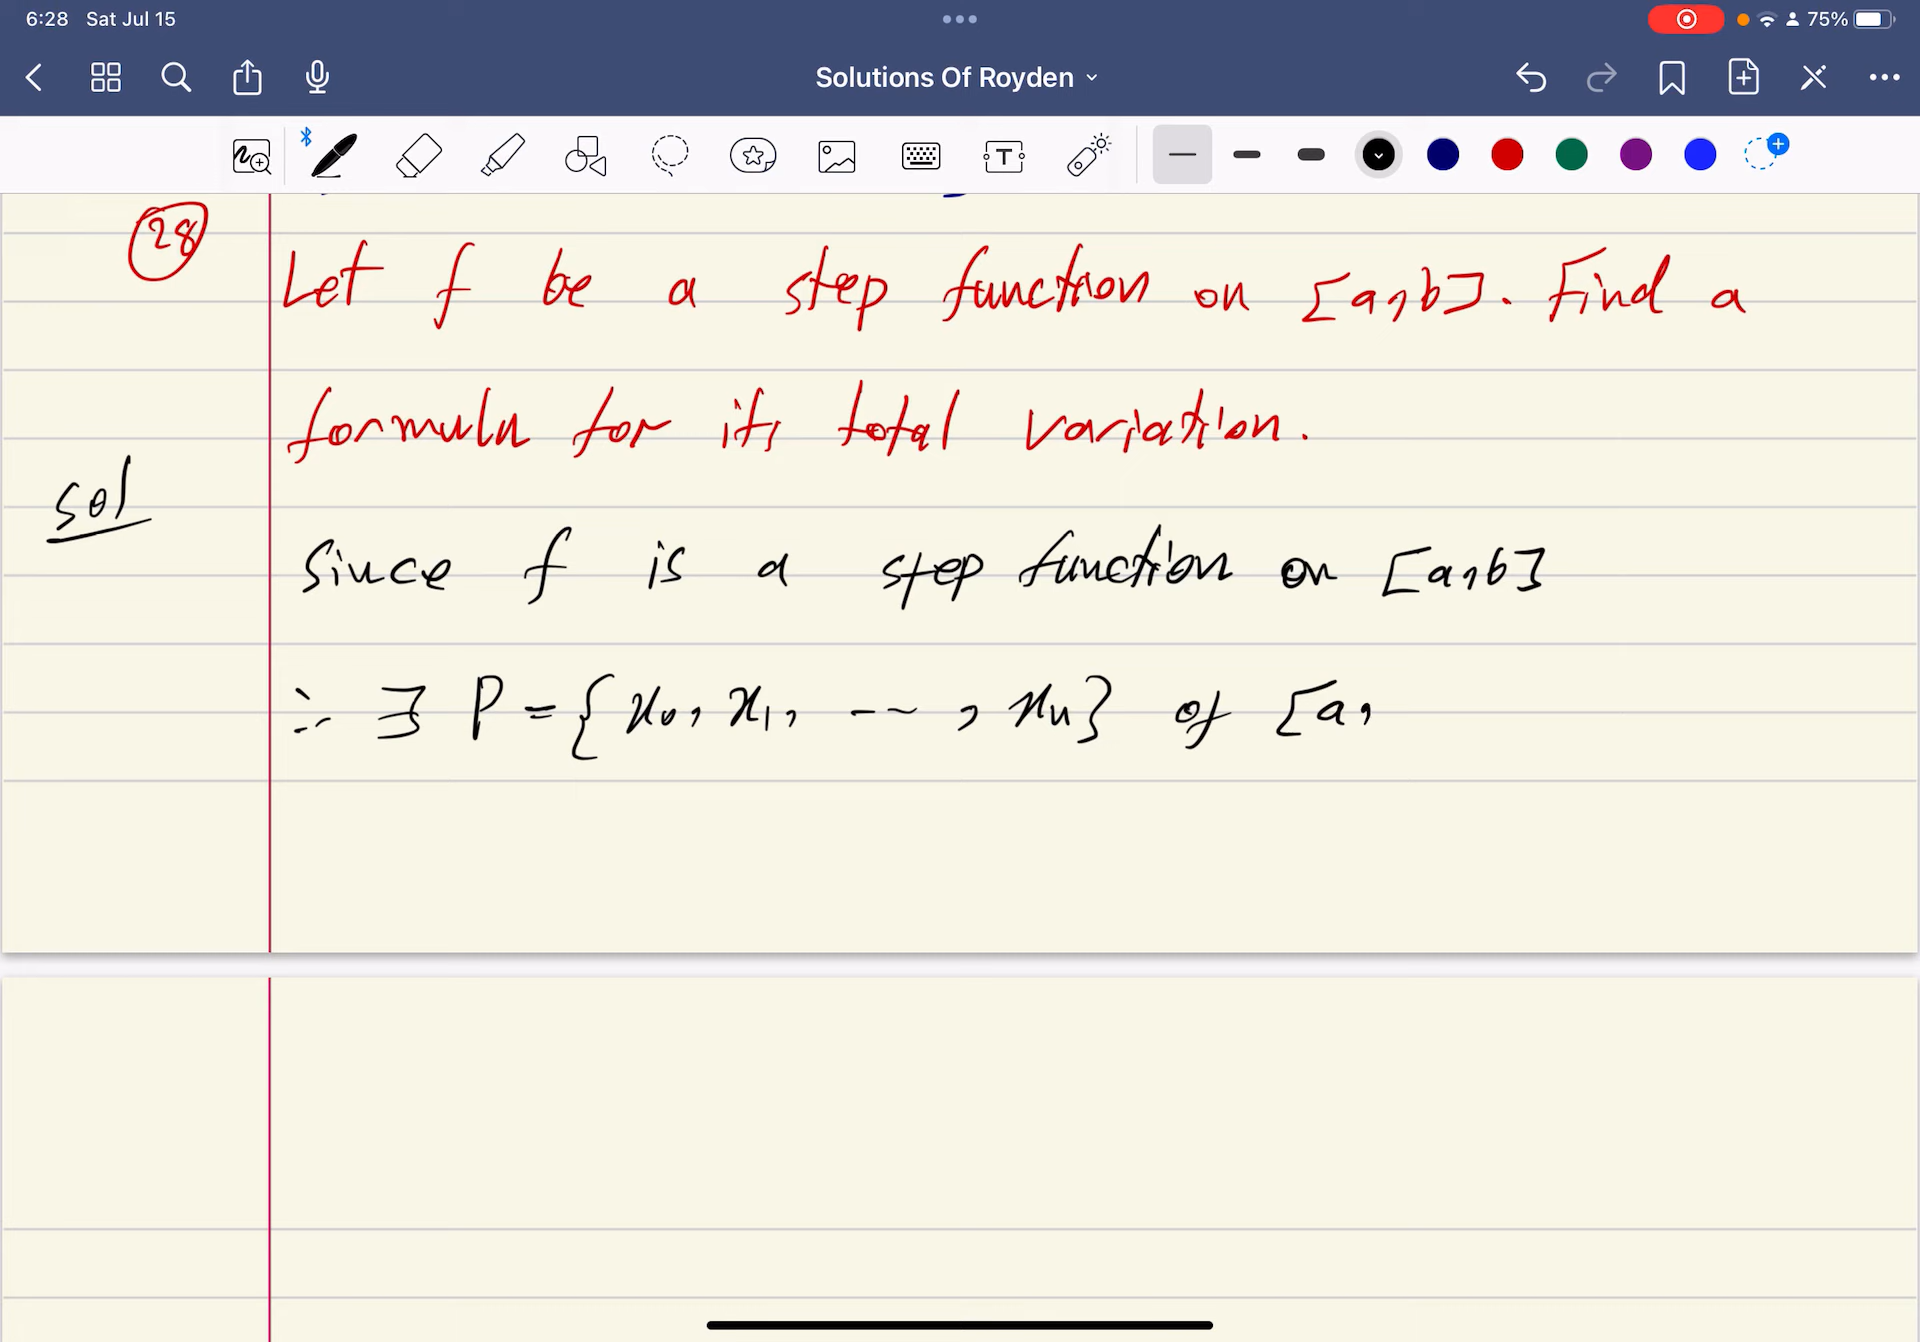 6:28 Sat Jul 15
75%
Solutions Of Royden
28
Let f be a step function on [a,b]. Find a
formula for its total variation.
sol
Since f is a step function on [a,b]
∴ ∃ P = {x₀, x₁, ---, xₙ} of [a,